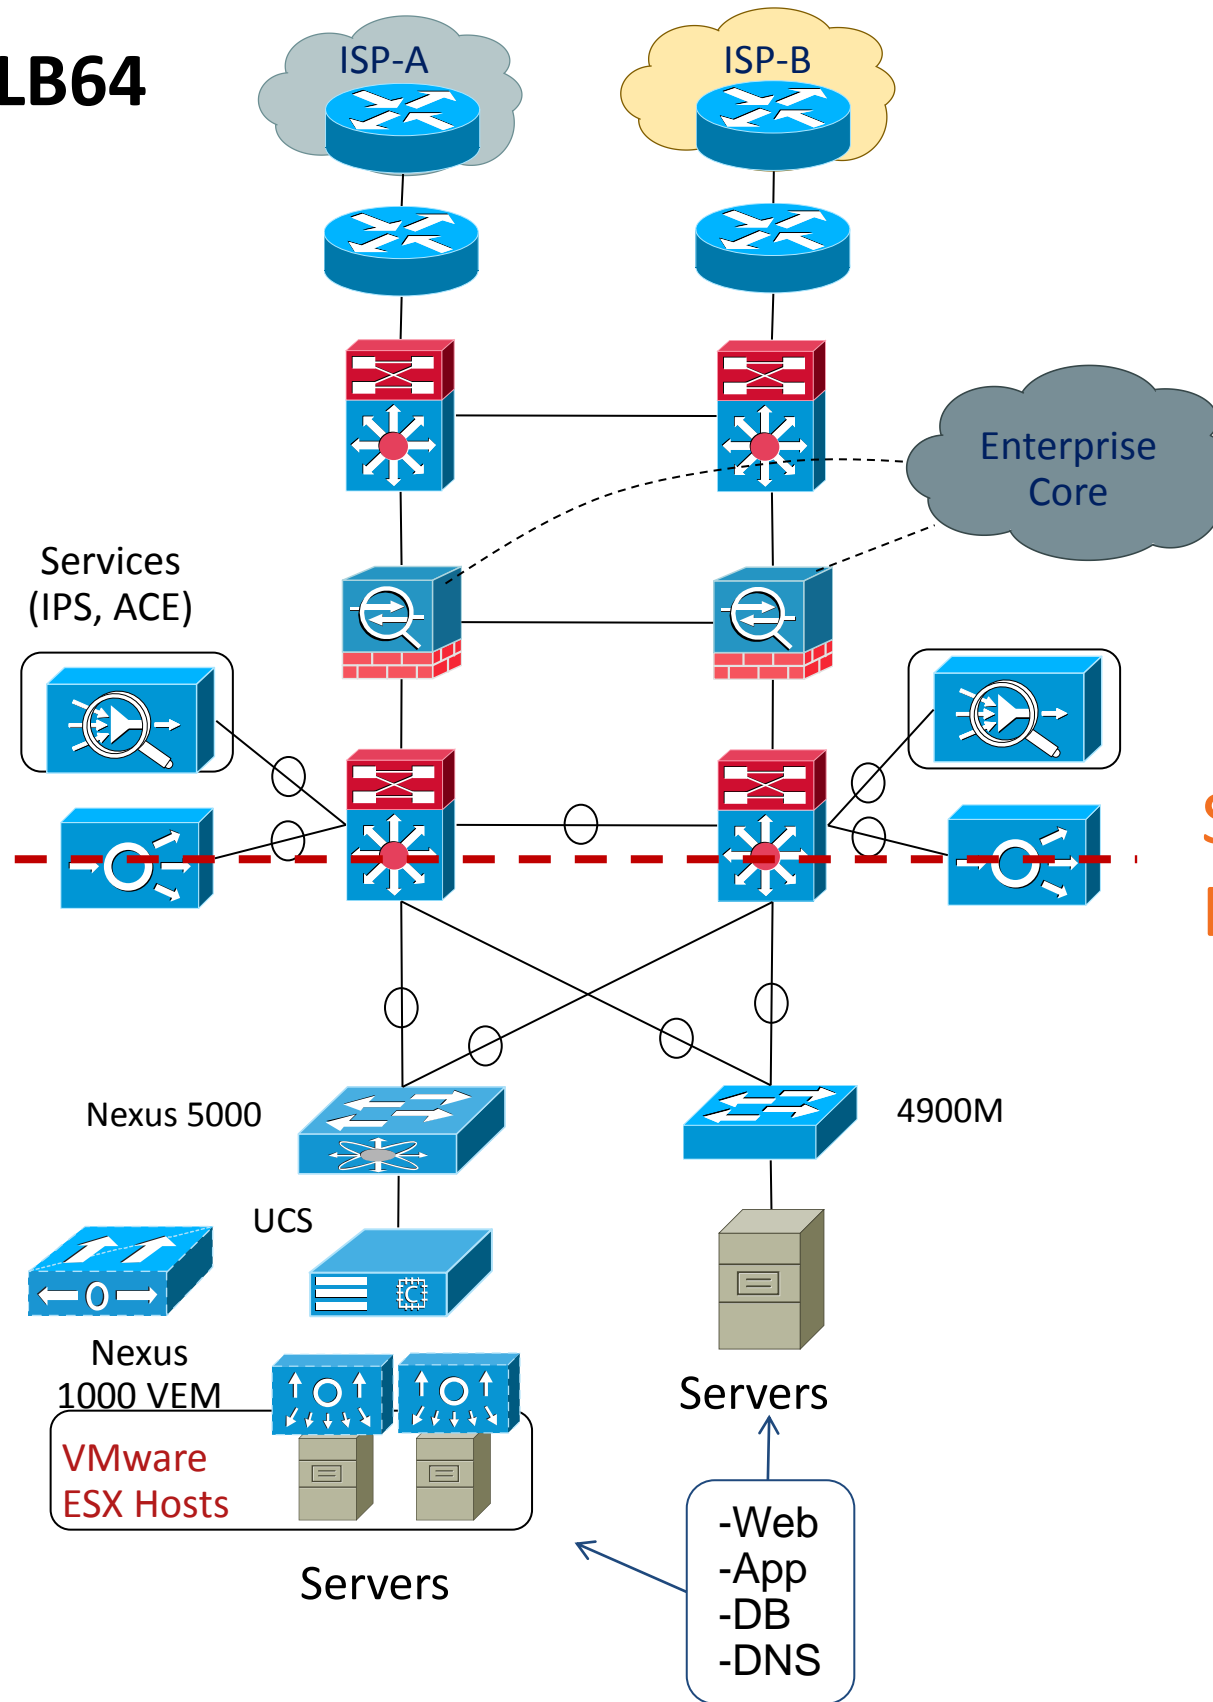 LB64
ISP-A
ISP-B
Enterprise
Core
Services
(IPS, ACE)
Nexus 5000
4900M
UCS
Nexus
1000 VEM
Servers
VMware
ESX Hosts
Servers
-Web
-App
-DB
-DNS